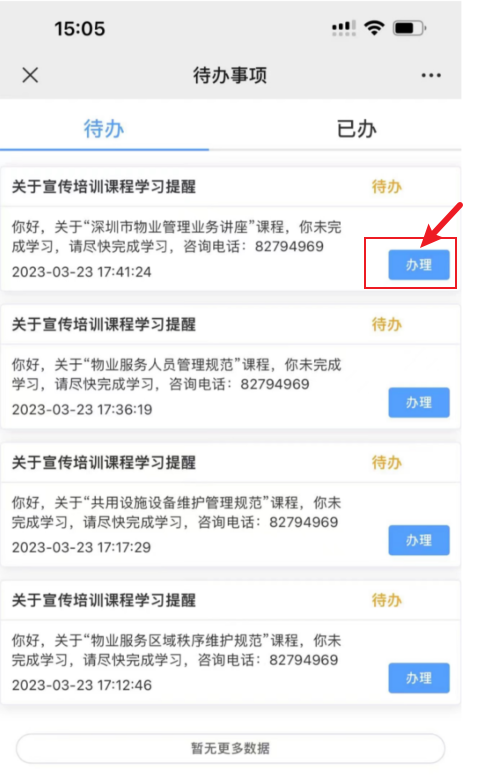 15:05
待办事项
待办
已办
关于宣传培训课程学习提醒
待办
你好，关于“深圳市物业管理业务讲座”课程，你未完
成学习，请尽快完成学习，咨询电话：82794969
2023-03-23 17:41:24
办理
关于宣传培训课程学习提醒
待办
你好，关于“物业服务人员管理规范”课程，你未完成
学习，请尽快完成学习，咨询电话：82794969
2023-03-23 17:36:19
办理
关于宣传培训课程学习提醒
待办
你好，关于“共用设施设备维护管理规范”课程，你未
完成学习，请尽快完成学习，咨询电话：82794969
2023-03-23 17:17:29
办理
关于宣传培训课程学习提醒
待办
你好，关于“物业服务区域秩序维护规范”课程，你未
完成学习，请尽快完成学习，咨询电话：82794969
2023-03-23 17:12:46
办理
暂无更多数据